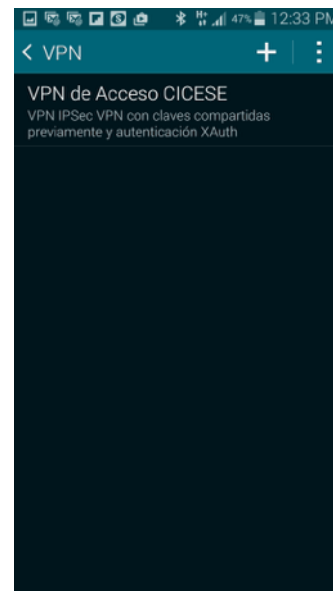 H+ 47% 12:33 PM
< VPN + ⋮
VPN de Acceso CICESE
VPN IPSec VPN con claves compartidas
previamente y autenticación XAuth